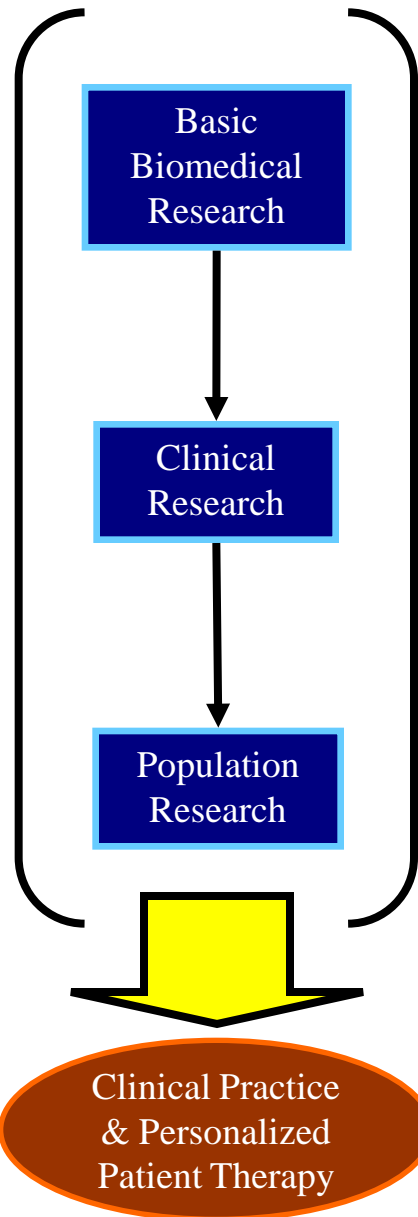 Basic
Biomedical
Research
Clinical
Research
Population
Research
Clinical Practice
& Personalized
Patient Therapy